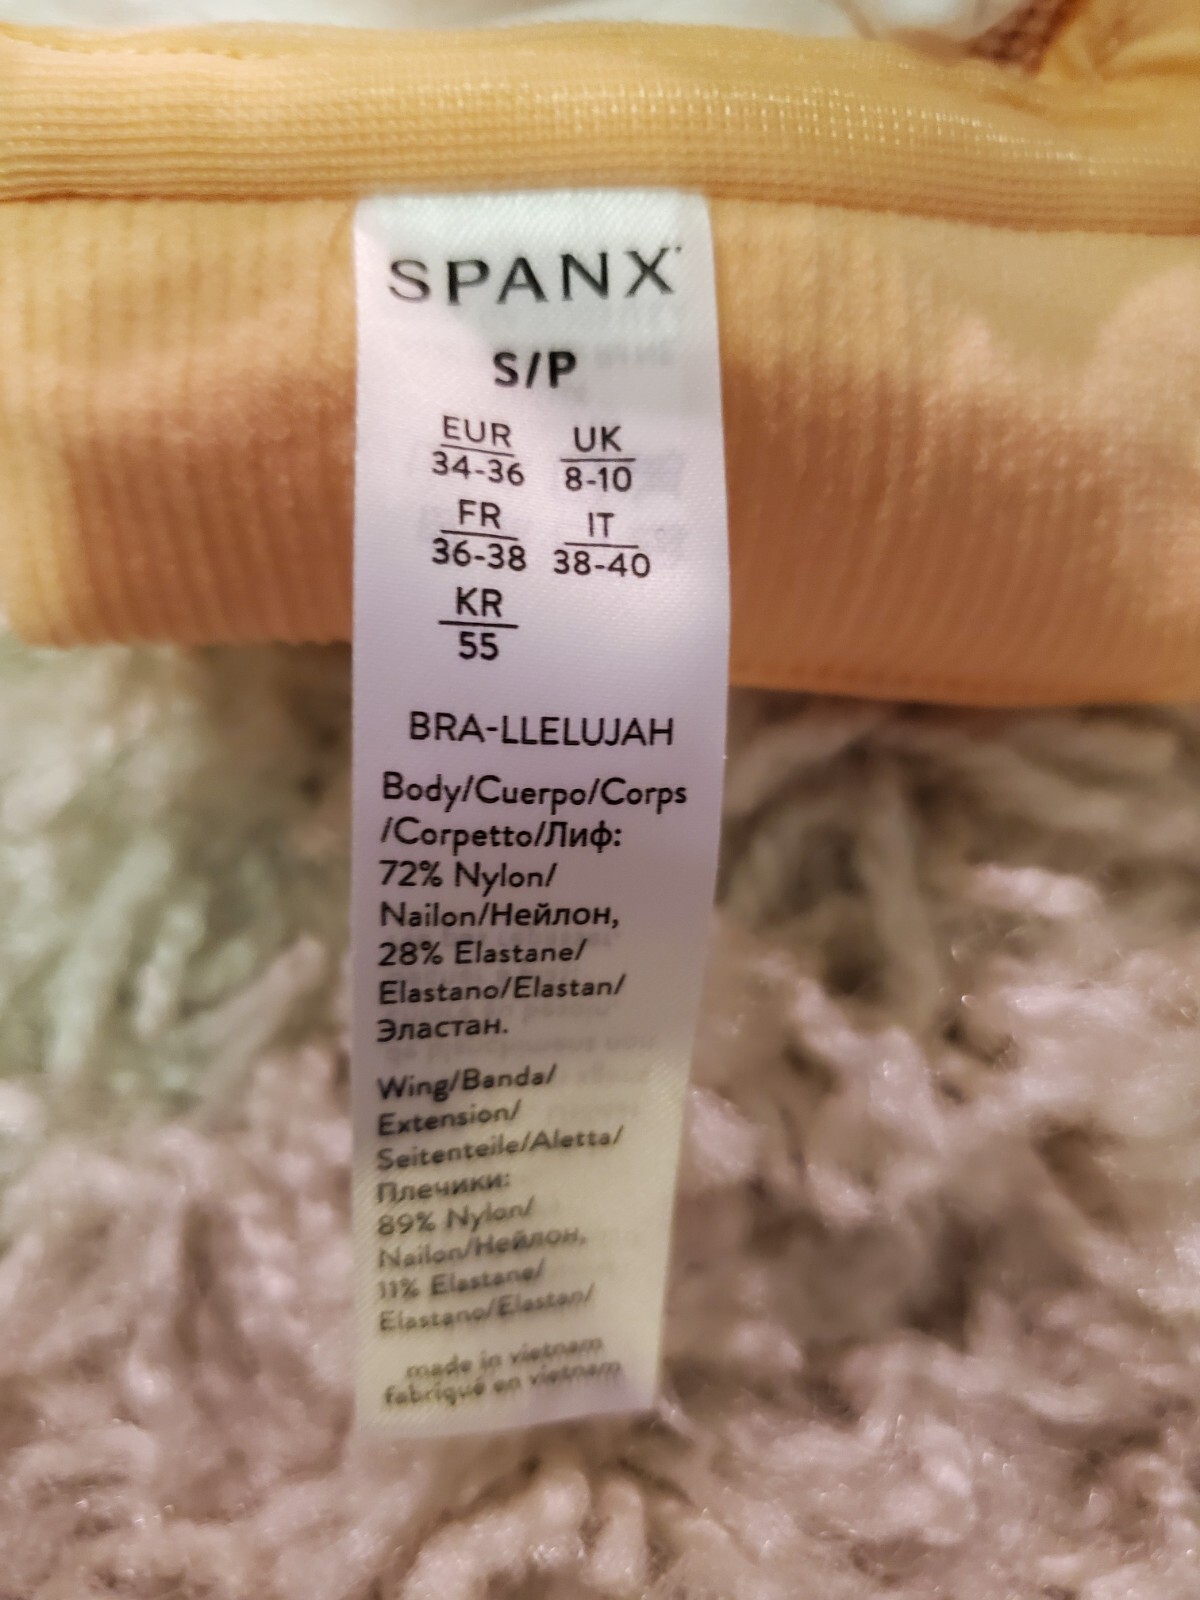 SPANX
S/P
EUR UK
34-36 8-10
FR IT
36-38 38-40
KR
55
BRA-LLELUJAH
Body/Cuerpo/Corps
/Corpetto/Лиф:
72% Nylon/
Nailon/Нейлон,
28% Elastane/
Elastano/Elastan/
Эластан.
Wing/Banda/
Extension/
Seitenteile/Aletta/
Плечики:
89% Nylon/
Nailon/Нейлон,
11% Elastane/
Elastano/Elastan/
made in vietnam
fabriqué en vietnam